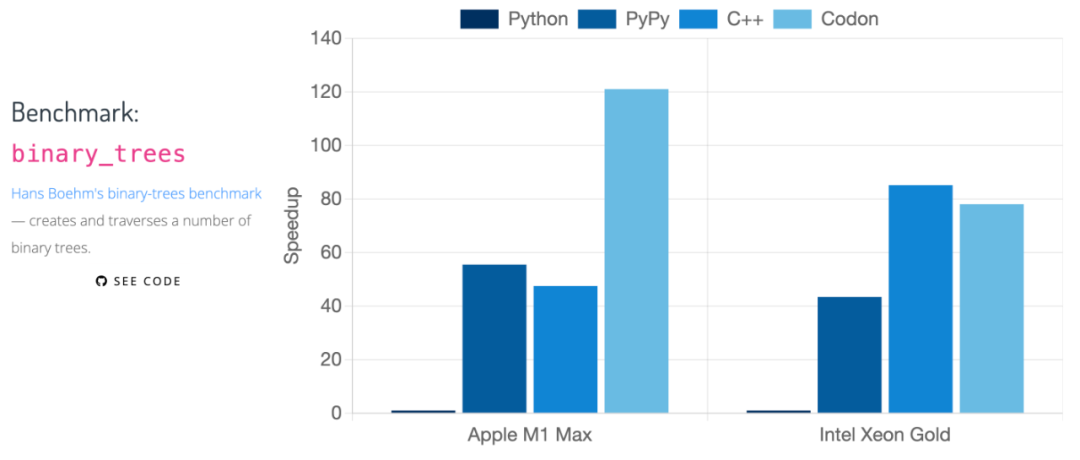 Benchmark:
binary_trees
Hans Boehm's binary-trees benchmark
— creates and traverses a number of
binary trees.
SEE CODE
Python PyPy C++ Codon
140
120
100
80
60
40
20
0
Speedup
Apple M1 Max Intel Xeon Gold